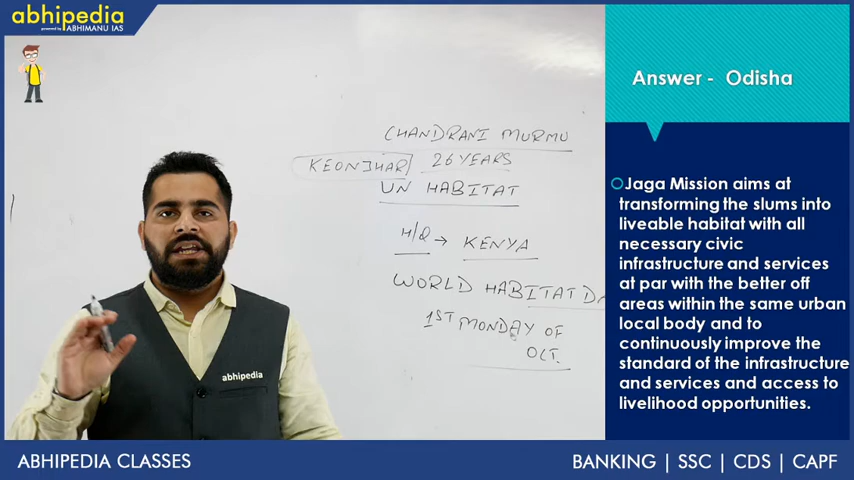 abhipedia
powered by ABHIMANU IAS
CHANDRANI MURMU
KEONJHAR 26 YEARS
UN HABITAT
H/Q → KENYA
WORLD HABITAT DA
1ST MONDAY OF
OCT.
abhipedia
Answer - Odisha
Jaga Mission aims at
transforming the slums into
liveable habitat with all
necessary civic
infrastructure and services
at par with the better off
areas within the same urban
local body and to
continuously improve the
standard of the infrastructure
and services and access to
livelihood opportunities.
ABHIPEDIA CLASSES
BANKING | SSC | CDS | CAPF